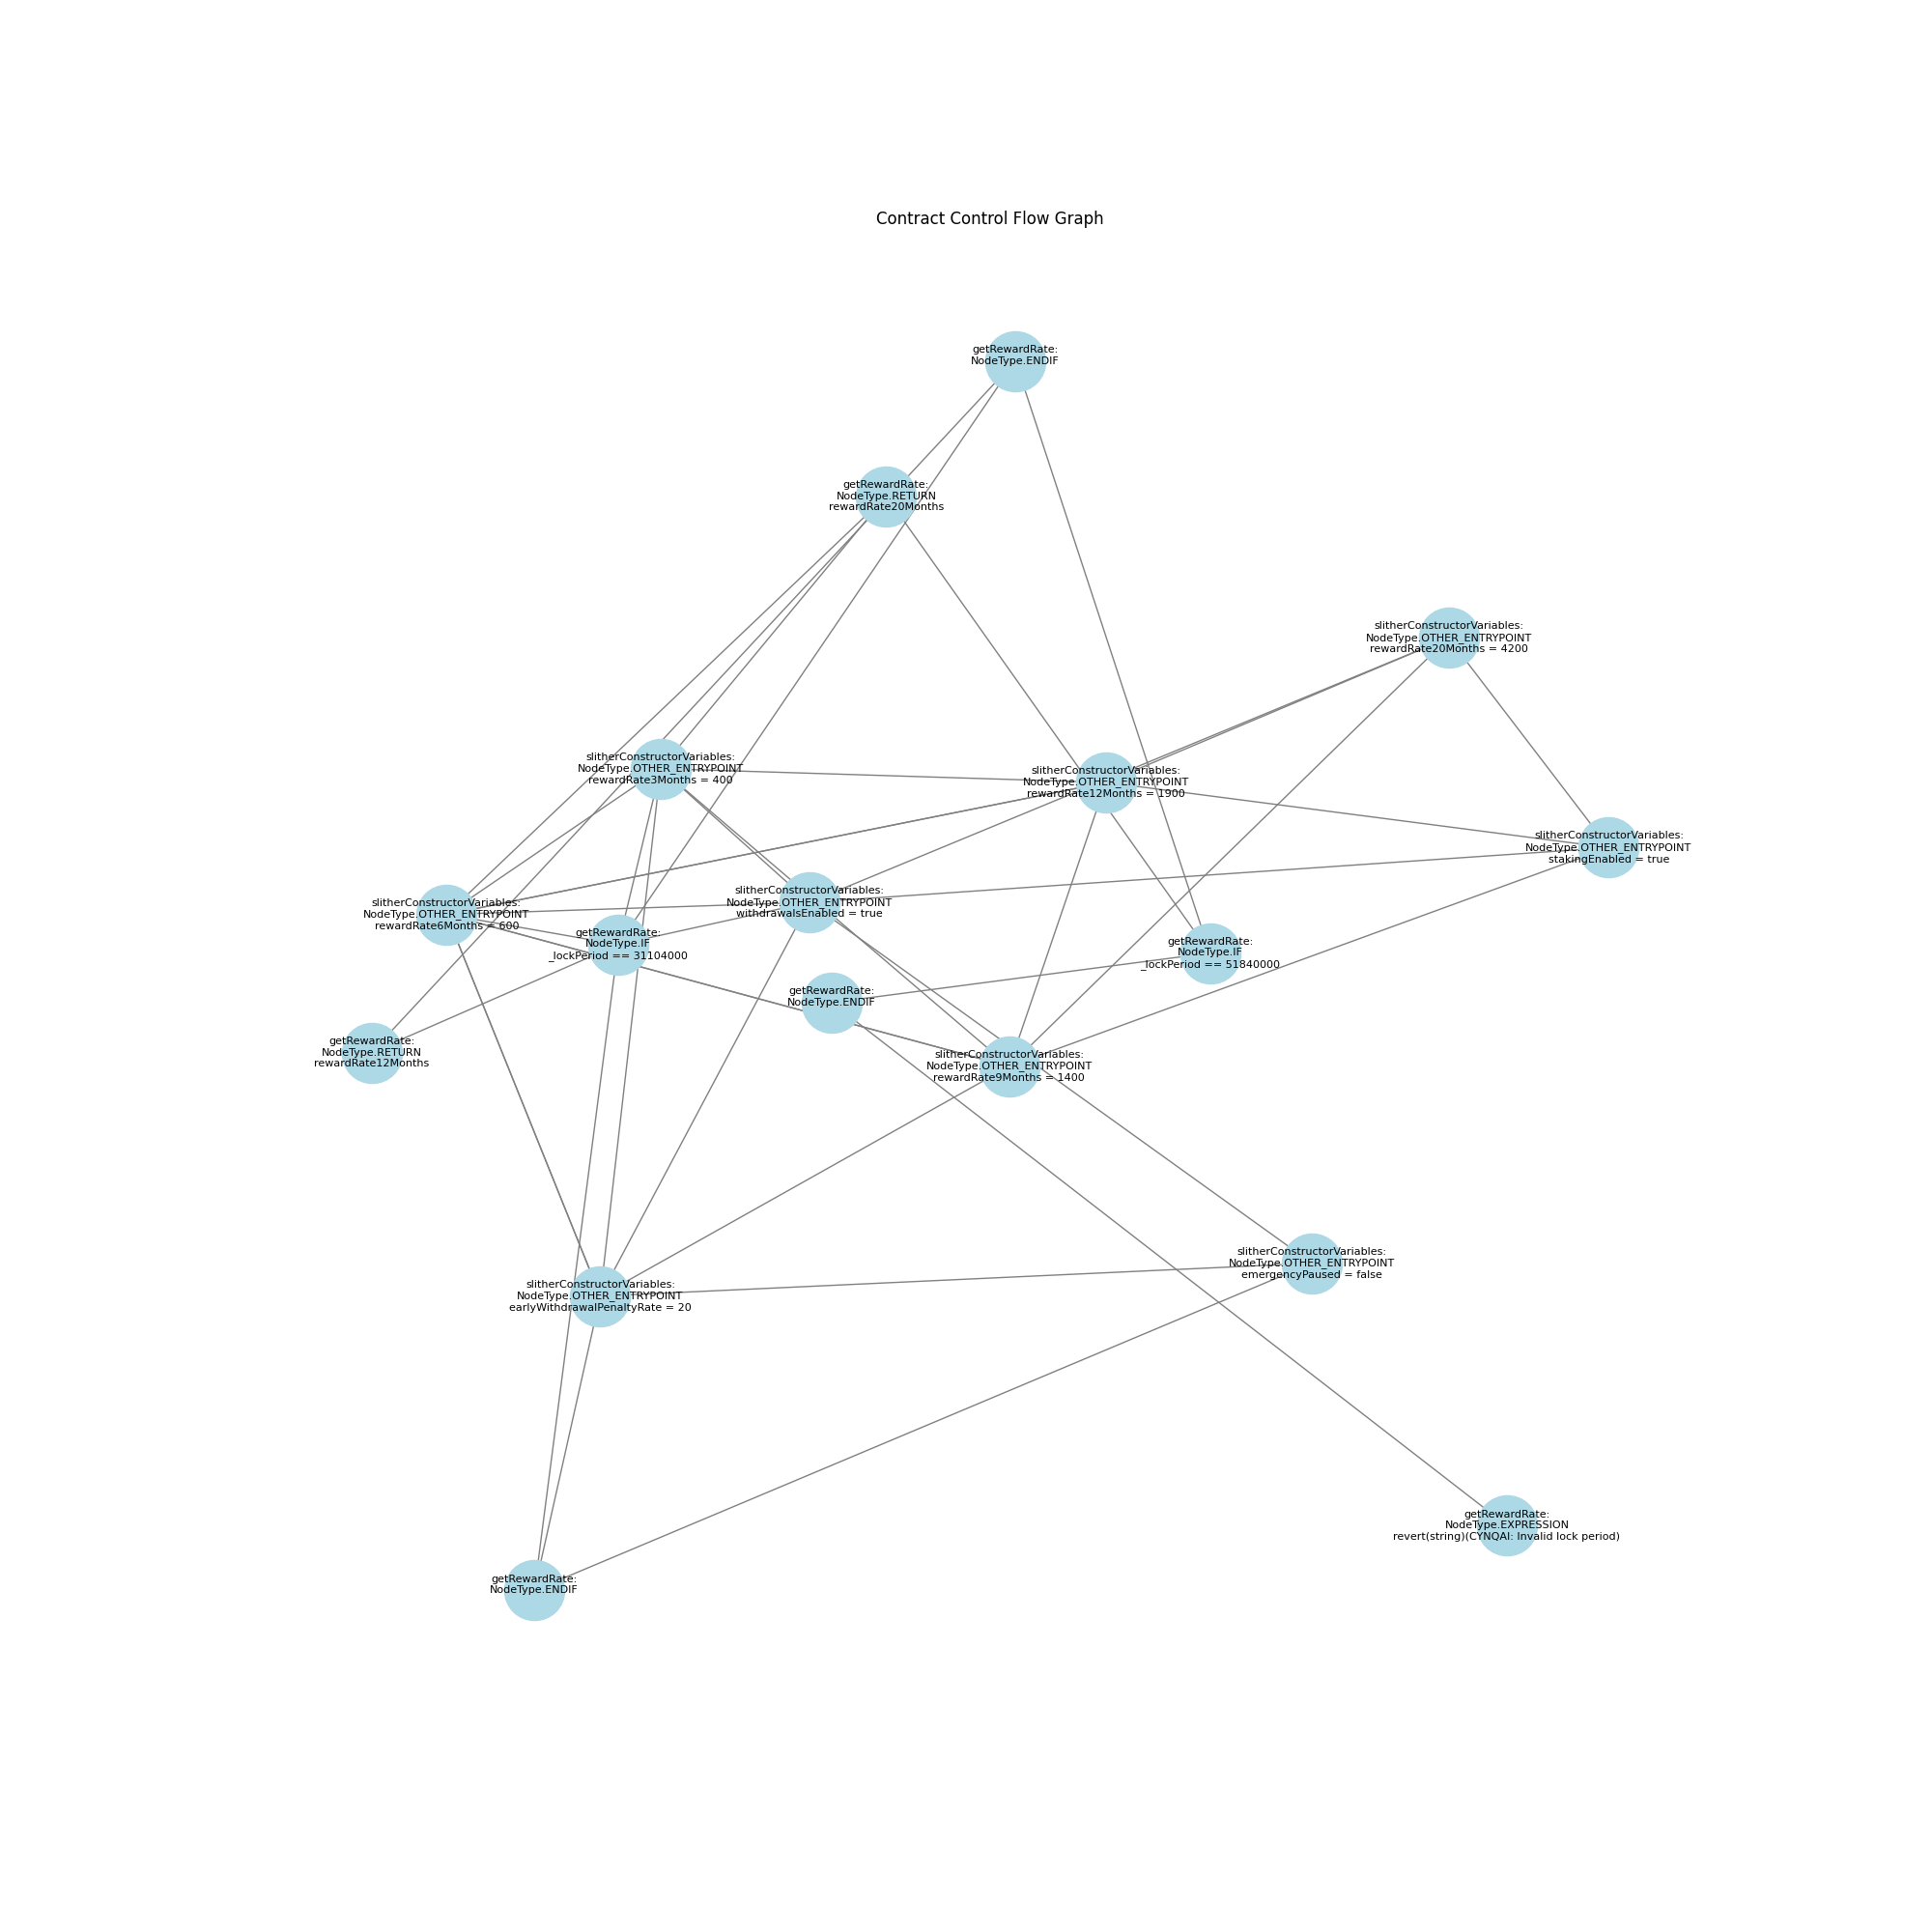 Contract Control Flow Graph
getRewardRate:
NodeType.ENDIF
getRewardRate:
NodeType.RETURN
rewardRate20Months
slitherConstructorVariables:
NodeType.OTHER_ENTRYPOINT
rewardRate20Months = 4200
slitherConstructorVariables:
NodeType.OTHER_ENTRYPOINT
rewardRate3Months = 400
slitherConstructorVariables:
NodeType.OTHER_ENTRYPOINT
rewardRate12Months = 1900
slitherConstructorVariables:
NodeType.OTHER_ENTRYPOINT
stakingEnabled = true
slitherConstructorVariables:
NodeType.OTHER_ENTRYPOINT
withdrawalsEnabled = true
slitherConstructorVariables:
NodeType.OTHER_ENTRYPOINT
rewardRate6Months = 600
getRewardRate:
NodeType.IF
_lockPeriod == 31104000
getRewardRate:
NodeType.IF
_lockPeriod == 51840000
getRewardRate:
NodeType.ENDIF
getRewardRate:
NodeType.RETURN
rewardRate12Months
slitherConstructorVariables:
NodeType.OTHER_ENTRYPOINT
rewardRate9Months = 1400
slitherConstructorVariables:
NodeType.OTHER_ENTRYPOINT
emergencyPaused = false
slitherConstructorVariables:
NodeType.OTHER_ENTRYPOINT
earlyWithdrawalPenaltyRate = 20
getRewardRate:
NodeType.EXPRESSION
revert(string)(CYNQAI: Invalid lock period)
getRewardRate:
NodeType.ENDIF